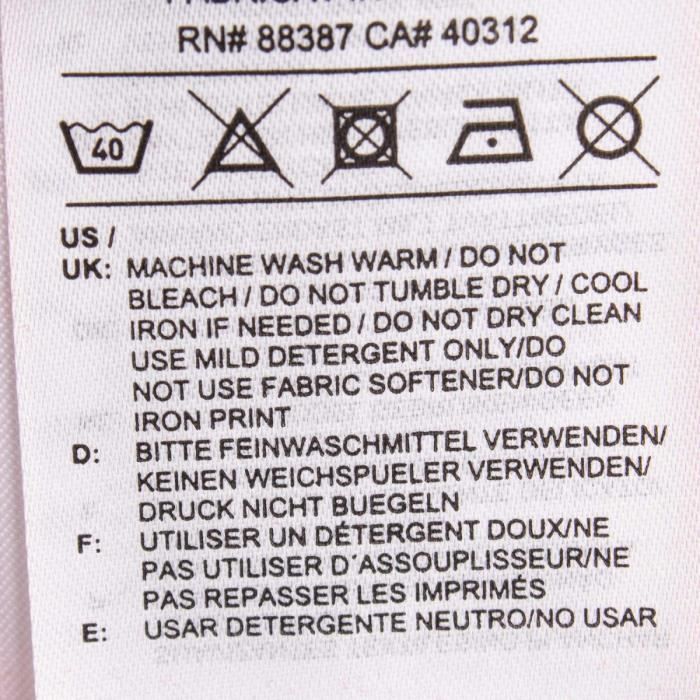 RN# 88387 CA# 40312
40
US /
UK: MACHINE WASH WARM / DO NOT
BLEACH / DO NOT TUMBLE DRY / COOL
IRON IF NEEDED / DO NOT DRY CLEAN
USE MILD DETERGENT ONLY/DO
NOT USE FABRIC SOFTENER/DO NOT
IRON PRINT
D: BITTE FEINWASCHMITTEL VERWENDEN/
KEINEN WEICHSPUELER VERWENDEN/
DRUCK NICHT BUEGELN
F: UTILISER UN DÉTERGENT DOUX/NE
PAS UTILISER D´ASSOUPLISSEUR/NE
PAS REPASSER LES IMPRIMÉS
E: USAR DETERGENTE NEUTRO/NO USAR